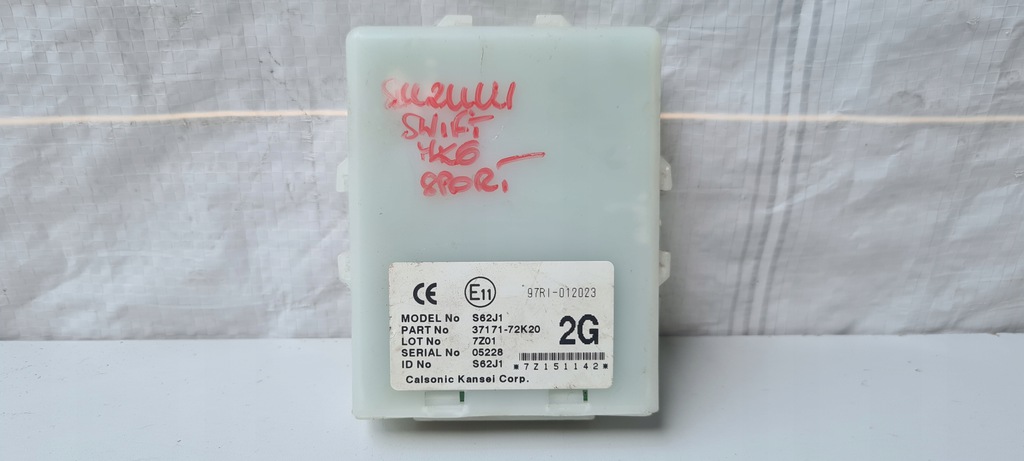 SUZUKI
SWIFT
MK6
SPORT
CE E11 97RI-012023
MODEL No S62J1
PART No 37171-72K20
LOT No 7Z01
SERIAL No 05228
ID No S62J1
2G
*7Z151142*
Calsonic Kansei Corp.